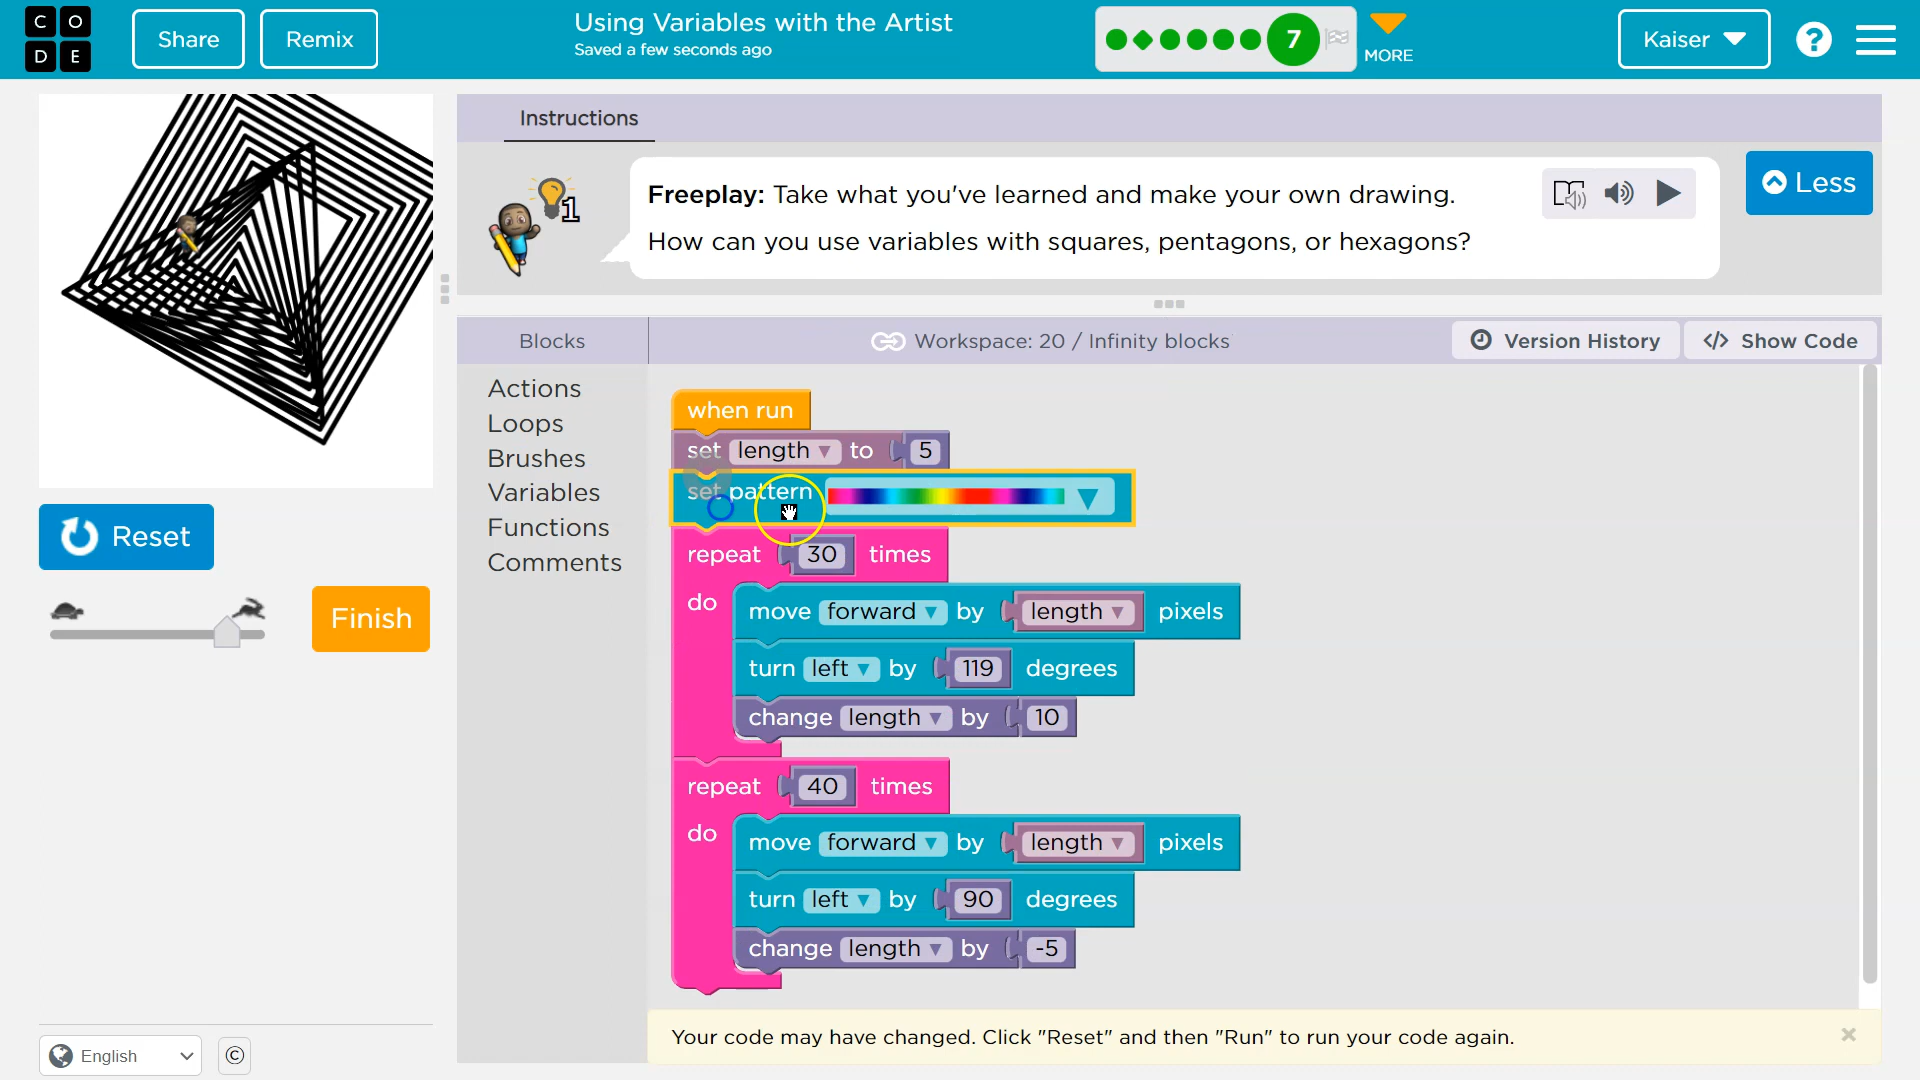 C O
D E
Share
Remix
Using Variables with the Artist
Saved a few seconds ago
7
MORE
Kaiser
?
Instructions
1
Freeplay: Take what you've learned and make your own drawing.
How can you use variables with squares, pentagons, or hexagons?
Less
Blocks
Workspace: 20 / Infinity blocks
Version History
</> Show Code
Actions
Loops
Brushes
Variables
Functions
Comments
when run
set length to 5
set pattern
repeat 30 times
do
move forward by length pixels
turn left by 119 degrees
change length by 10
repeat 40 times
do
move forward by length pixels
turn left by 90 degrees
change length by -5
Reset
Finish
English
©
Your code may have changed. Click "Reset" and then "Run" to run your code again.
×